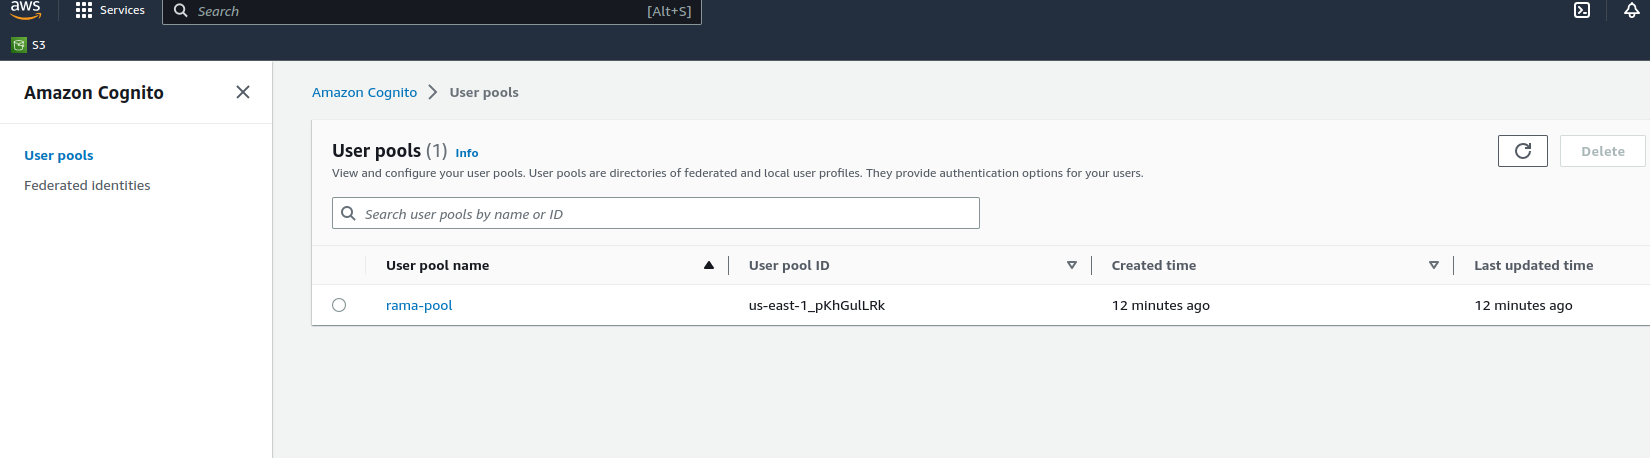 aws Services Search [Alt+S]
S3
Amazon Cognito
User pools
Federated identities
Amazon Cognito User pools
User pools (1) Info
Delete
View and configure your user pools. User pools are directories of federated and local user profiles. They provide authentication options for your users.
Search user pools by name or ID
User pool name User pool ID Created time Last updated time
rama-pool us-east-1_pKhGulLRk 12 minutes ago 12 minutes ago